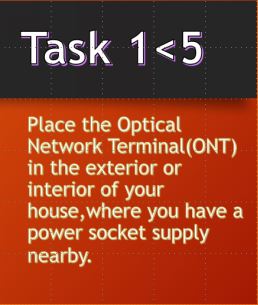 Task 1<5
Place the Optical
Network Terminal(ONT)
in the exterior or
interior of your
house,where you have a
power socket supply
nearby.